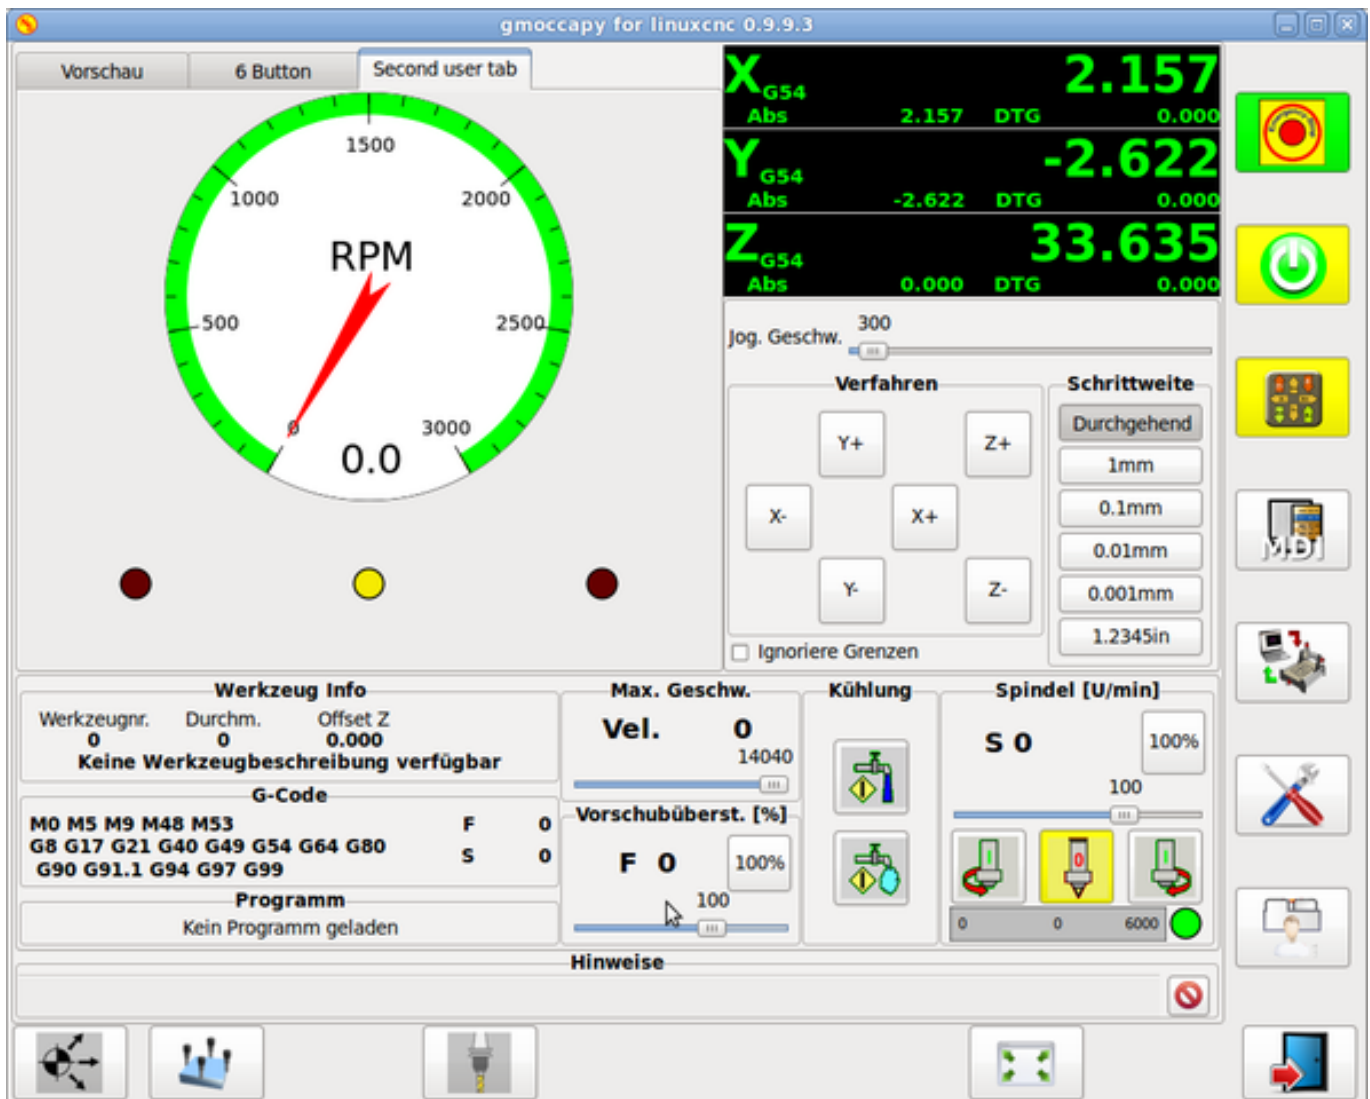 gmoccapy for linuxcnc 0.9.9.3
Vorschau
6 Button
Second user tab
1500
1000
2000
RPM
500
2500
0
3000
0.0
X G54 2.157
Abs 2.157 DTG 0.000
Y G54 -2.622
Abs -2.622 DTG 0.000
Z G54 33.635
Abs 0.000 DTG 0.000
Jog. Geschw.
300
Verfahren
Y+
Z+
X-
X+
Y-
Z-
Ignoriere Grenzen
Schrittweite
Durchgehend
1mm
0.1mm
0.01mm
0.001mm
1.2345in
MDI
Werkzeug Info
Werkzeugnr. Durchm. Offset Z
0 0 0.000
Keine Werkzeugbeschreibung verfügbar
G-Code
M0 M5 M9 M48 M53 F 0
G8 G17 G21 G40 G49 G54 G64 G80 S 0
G90 G91.1 G94 G97 G99
Programm
Kein Programm geladen
Max. Geschw.
Vel. 0
14040
Vorschubüberst. [%]
F 0 100%
100
Kühlung
I
I
Spindel [U/min]
S 0 100%
100
I
0
I
0 0 6000
Hinweise